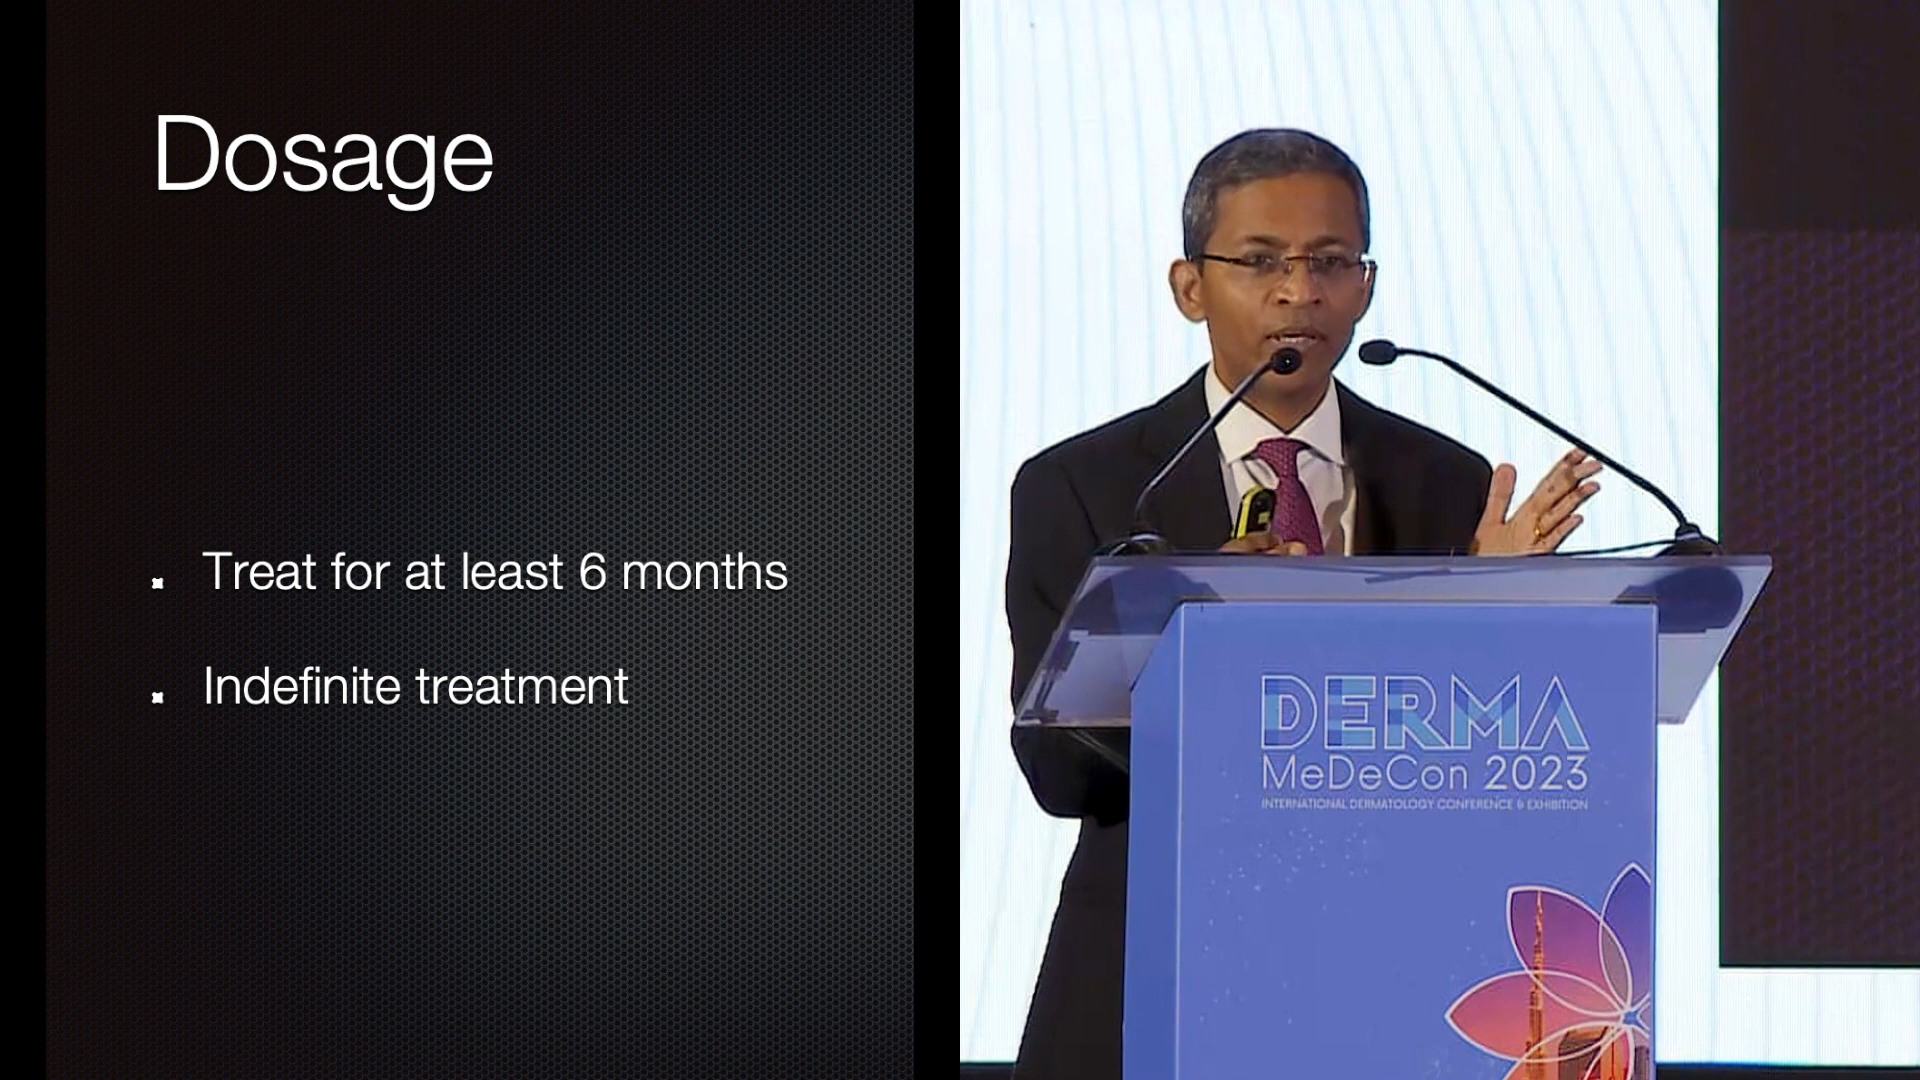 Dosage
Treat for at least 6 months
Indefinite treatment
DERMA
MeDeCon 2023
INTERNATIONAL DERMATOLOGY CONFERENCE & EXHIBITION